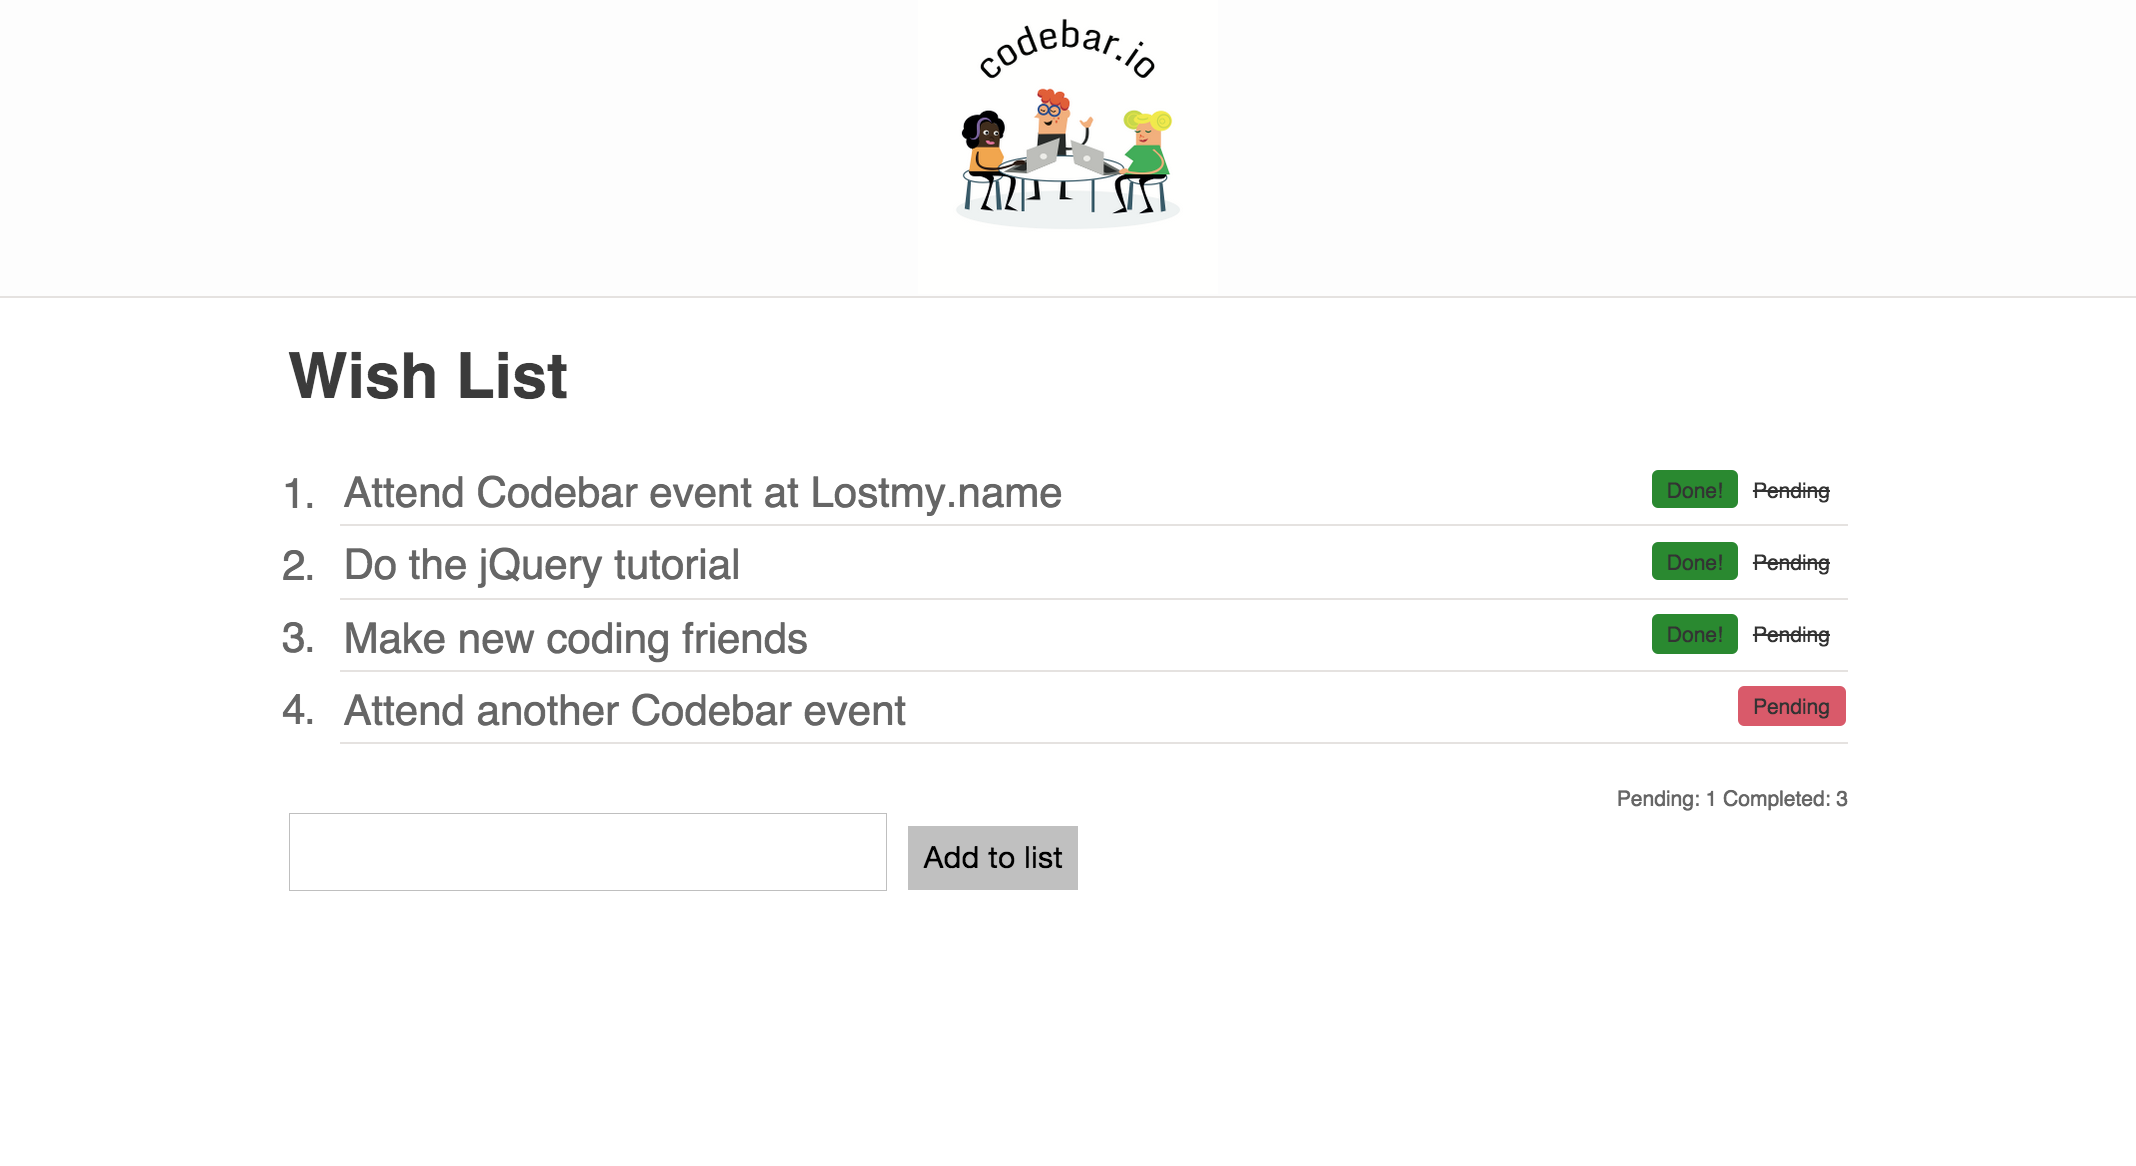 codebar.io
Wish List
1. Attend Codebar event at Lostmy.name Done! Pending
2. Do the jQuery tutorial Done! Pending
3. Make new coding friends Done! Pending
4. Attend another Codebar event Pending
Pending: 1 Completed: 3
Add to list